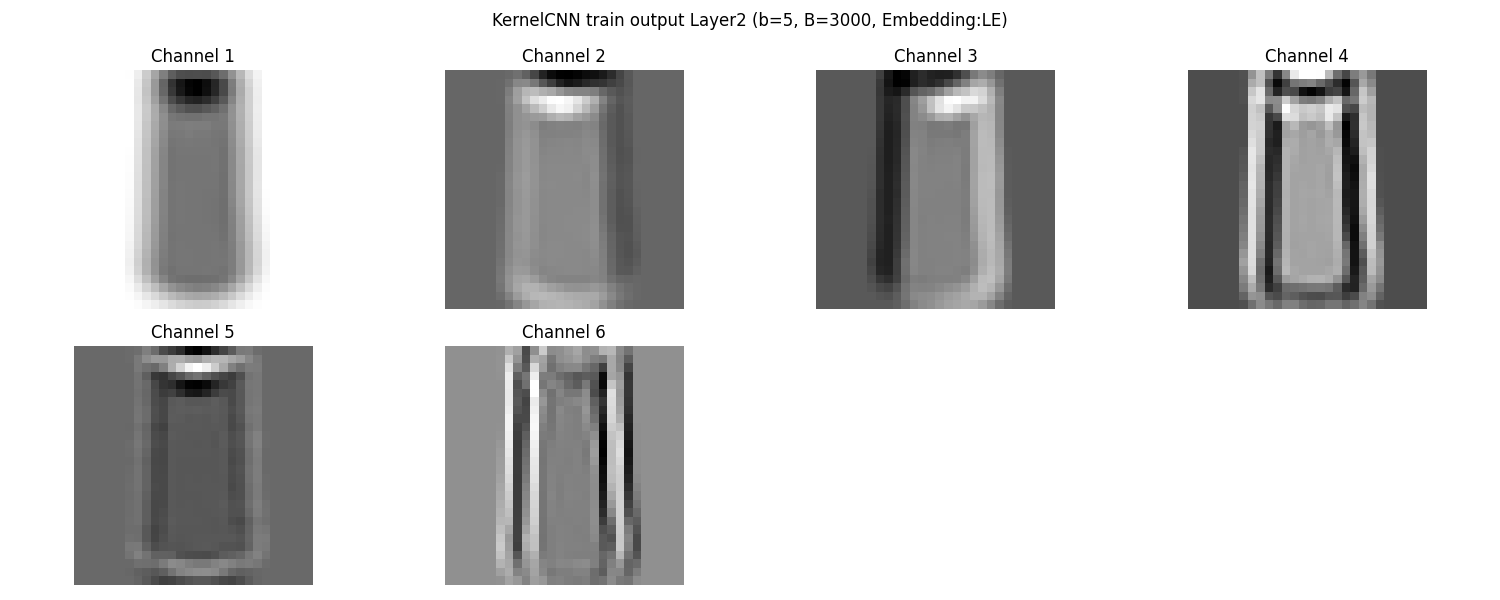 KernelCNN train output Layer2 (b=5, B=3000, Embedding:LE)
Channel 1
Channel 2
Channel 3
Channel 4
Channel 5
Channel 6